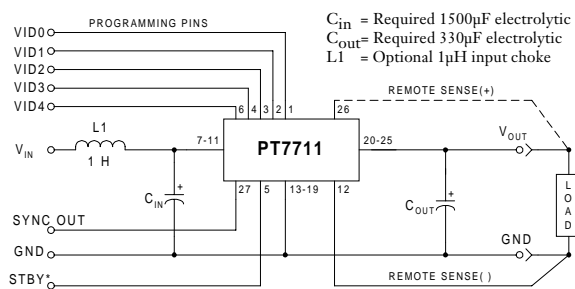 PROGRAMMING PINS
Cin = Required 1500µF electrolytic
Cout = Required 330µF electrolytic
L1 = Optional 1µH input choke
VID0
VID1
VID2
VID3
VID4
6 4 3 2 1
26
REMOTE SENSE(+)
L1
1 H
VIN
7-11
PT7711
20-25
VOUT
CIN
+
27 5 13-19 12
COUT
+
LOAD
SYNC OUT
GND
GND
STBY*
REMOTE SENSE( )